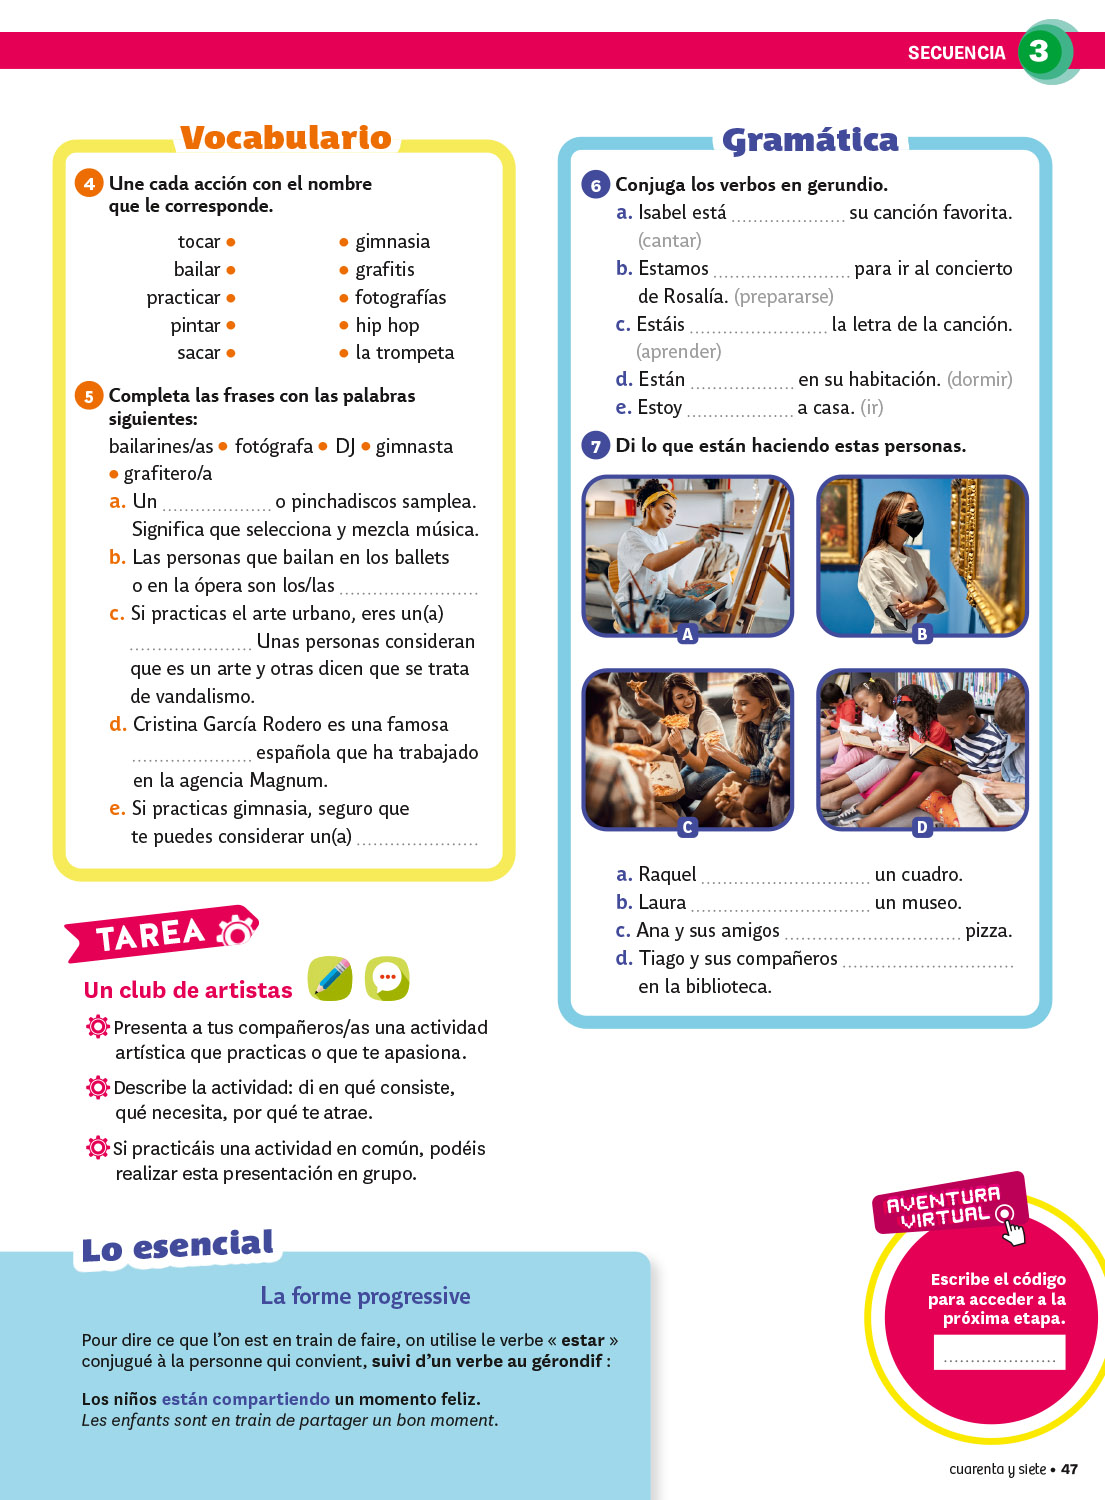 SECUENCIA 3
Vocabulario
4 Une cada acción con el nombre
que le corresponde.
tocar • • gimnasia
bailar • • grafitis
practicar • • fotografías
pintar • • hip hop
sacar • • la trompeta
5 Completa las frases con las palabras
siguientes:
bailarines/as • fotógrafa • DJ • gimnasta
• grafitero/a
a. Un .................... o pinchadiscos samplea.
Significa que selecciona y mezcla música.
b. Las personas que bailan en los ballets
o en la ópera son los/las .........................
c. Si practicas el arte urbano, eres un(a)
...................... Unas personas consideran
que es un arte y otras dicen que se trata
de vandalismo.
d. Cristina García Rodero es una famosa
...................... española que ha trabajado
en la agencia Magnum.
e. Si practicas gimnasia, seguro que
te puedes considerar un(a) ......................
TAREA
Un club de artistas
Presenta a tus compañeros/as una actividad
artística que practicas o que te apasiona.
Describe la actividad: di en qué consiste,
qué necesita, por qué te atrae.
Si practicáis una actividad en común, podéis
realizar esta presentación en grupo.
Gramática
6 Conjuga los verbos en gerundio.
a. Isabel está ..................... su canción favorita.
(cantar)
b. Estamos ......................... para ir al concierto
de Rosalía. (prepararse)
c. Estáis ......................... la letra de la canción.
(aprender)
d. Están ................... en su habitación. (dormir)
e. Estoy ................... a casa. (ir)
7 Di lo que están haciendo estas personas.
A
B
C
D
a. Raquel ............................... un cuadro.
b. Laura ................................. un museo.
c. Ana y sus amigos ................................ pizza.
d. Tiago y sus compañeros ...............................
en la biblioteca.
Lo esencial
La forme progressive
Pour dire ce que l'on est en train de faire, on utilise le verbe « estar »
conjugué à la personne qui convient, suivi d'un verbe au gérondif :
Los niños están compartiendo un momento feliz.
Les enfants sont en train de partager un bon moment.
AVENTURA
VIRTUAL
Escribe el código
para acceder a la
próxima etapa.
.....................
cuarenta y siete • 47